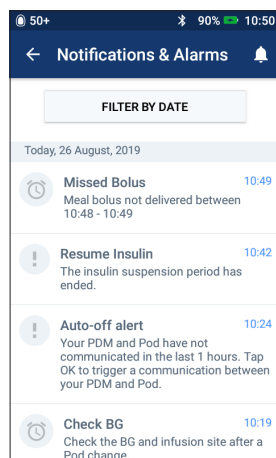 50+ 90% 10:50
Notifications & Alarms
FILTER BY DATE
Today, 26 August, 2019
Missed Bolus 10:49
Meal bolus not delivered between
10:48 - 10:49
Resume Insulin 10:42
The insulin suspension period has
ended.
Auto-off alert 10:24
Your PDM and Pod have not
communicated in the last 1 hours. Tap
OK to trigger a communication between
your PDM and Pod.
Check BG 10:19
Check the BG and infusion site after a
Pod change